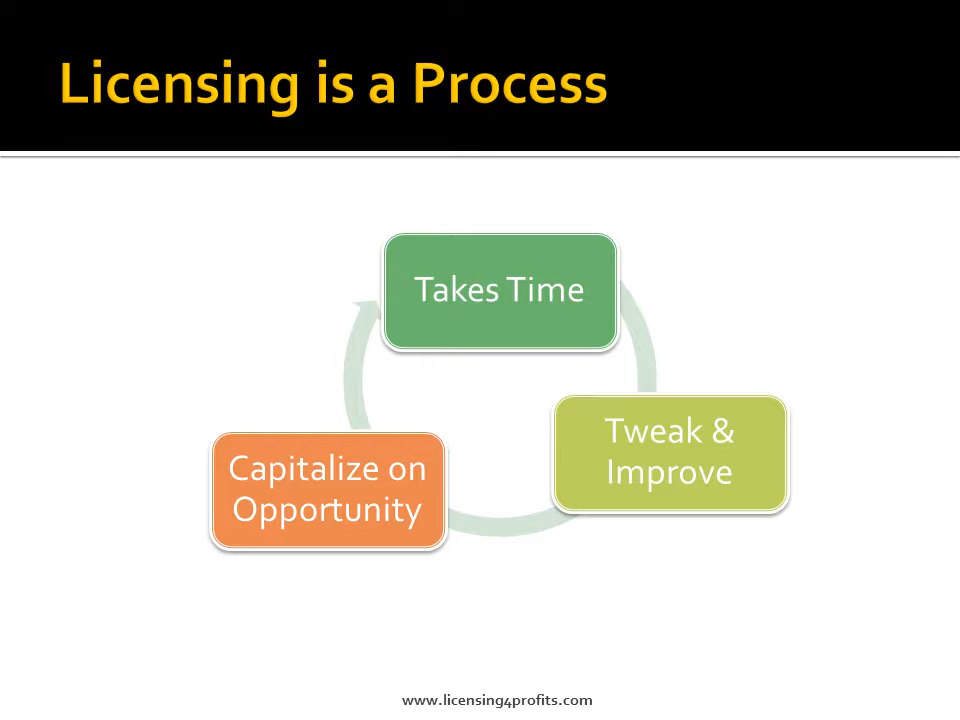 Licensing is a Process
Takes Time
Tweak &
Improve
Capitalize on
Opportunity
www.licensing4profits.com